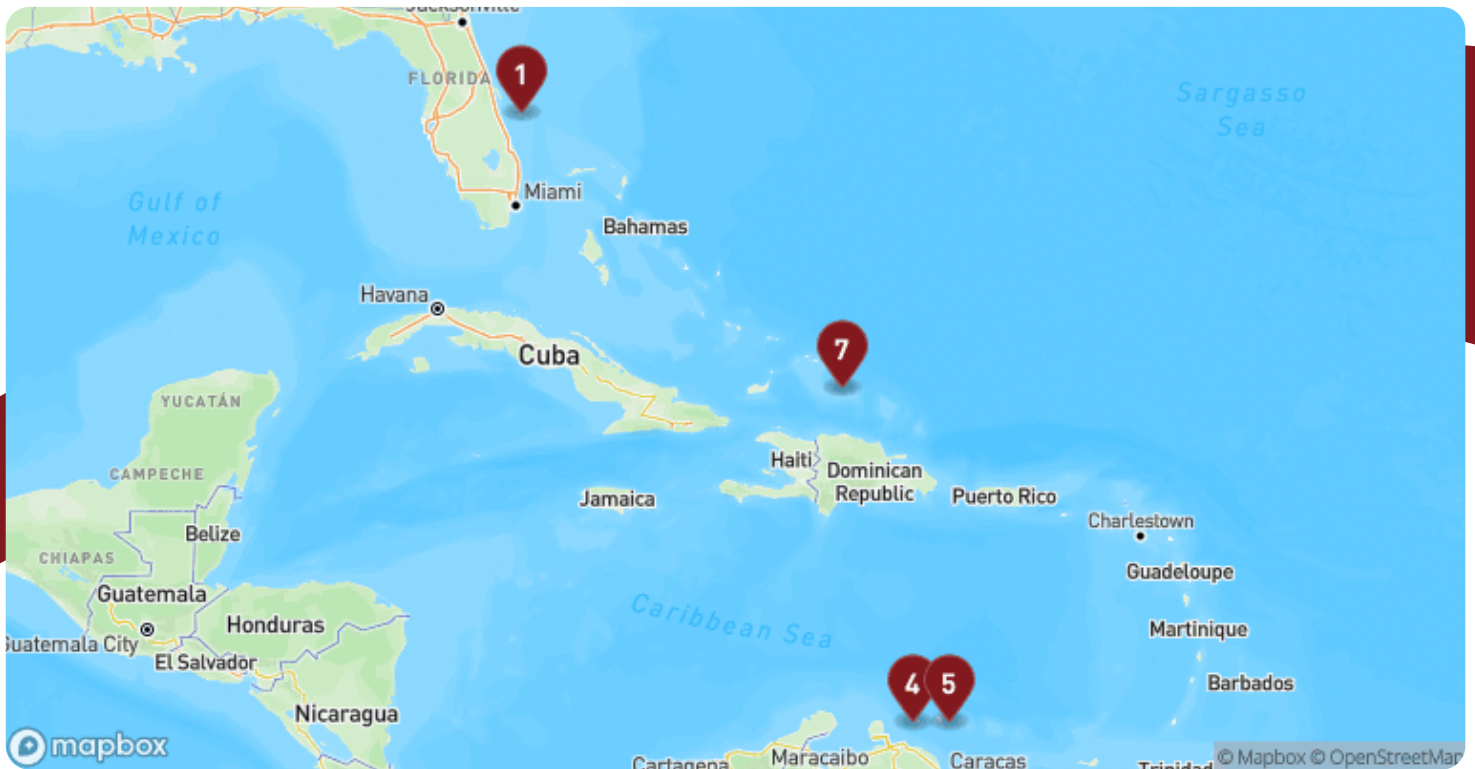 Jacksonville
FLORIDA
1
Sargasso
Sea
Miami
Gulf of
Mexico
Bahamas
Havana
7
Cuba
YUCATÁN
Haiti
Dominican
Republic
CAMPECHE
Jamaica
Puerto Rico
Charlestown
Belize
CHIAPAS
Guadeloupe
Guatemala
Caribbean Sea
Honduras
Martinique
Guatemala City
El Salvador
4
5
Barbados
Nicaragua
mapbox
Maracaibo
Cartagena
Caracas
Trinidad
© Mapbox © OpenStreetMap